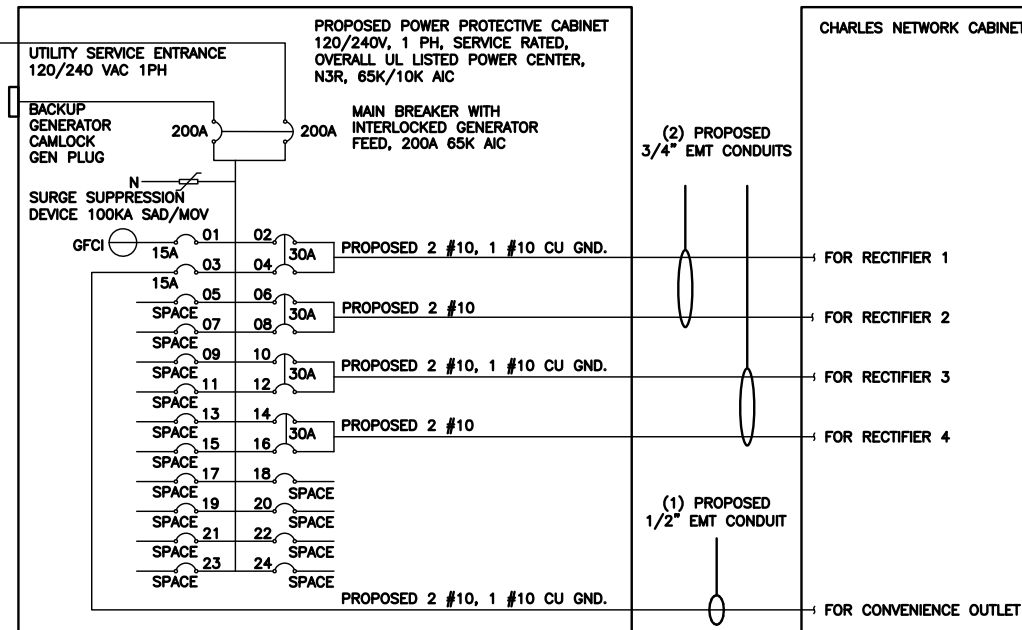 PROPOSED POWER PROTECTIVE CABINET
120/240V, 1 PH, SERVICE RATED,
OVERALL UL LISTED POWER CENTER,
N3R, 65K/10K AIC
CHARLES NETWORK CABINET
UTILITY SERVICE ENTRANCE
120/240 VAC 1PH
BACKUP
GENERATOR
CAMLOCK
GEN PLUG
200A
200A
MAIN BREAKER WITH
INTERLOCKED GENERATOR
FEED, 200A 65K AIC
(2) PROPOSED
3/4" EMT CONDUITS
N
SURGE SUPPRESSION
DEVICE 100KA SAD/MOV
GFCI
15A
01
02
30A
PROPOSED 2 #10, 1 #10 CU GND.
FOR RECTIFIER 1
15A
03
04
SPACE
05
06
30A
PROPOSED 2 #10
FOR RECTIFIER 2
SPACE
07
08
SPACE
09
10
30A
PROPOSED 2 #10, 1 #10 CU GND.
FOR RECTIFIER 3
SPACE
11
12
SPACE
13
14
30A
PROPOSED 2 #10
FOR RECTIFIER 4
SPACE
15
16
SPACE
17
18
SPACE
SPACE
19
20
SPACE
SPACE
21
22
SPACE
SPACE
23
24
SPACE
(1) PROPOSED
1/2" EMT CONDUIT
PROPOSED 2 #10, 1 #10 CU GND.
FOR CONVENIENCE OUTLET